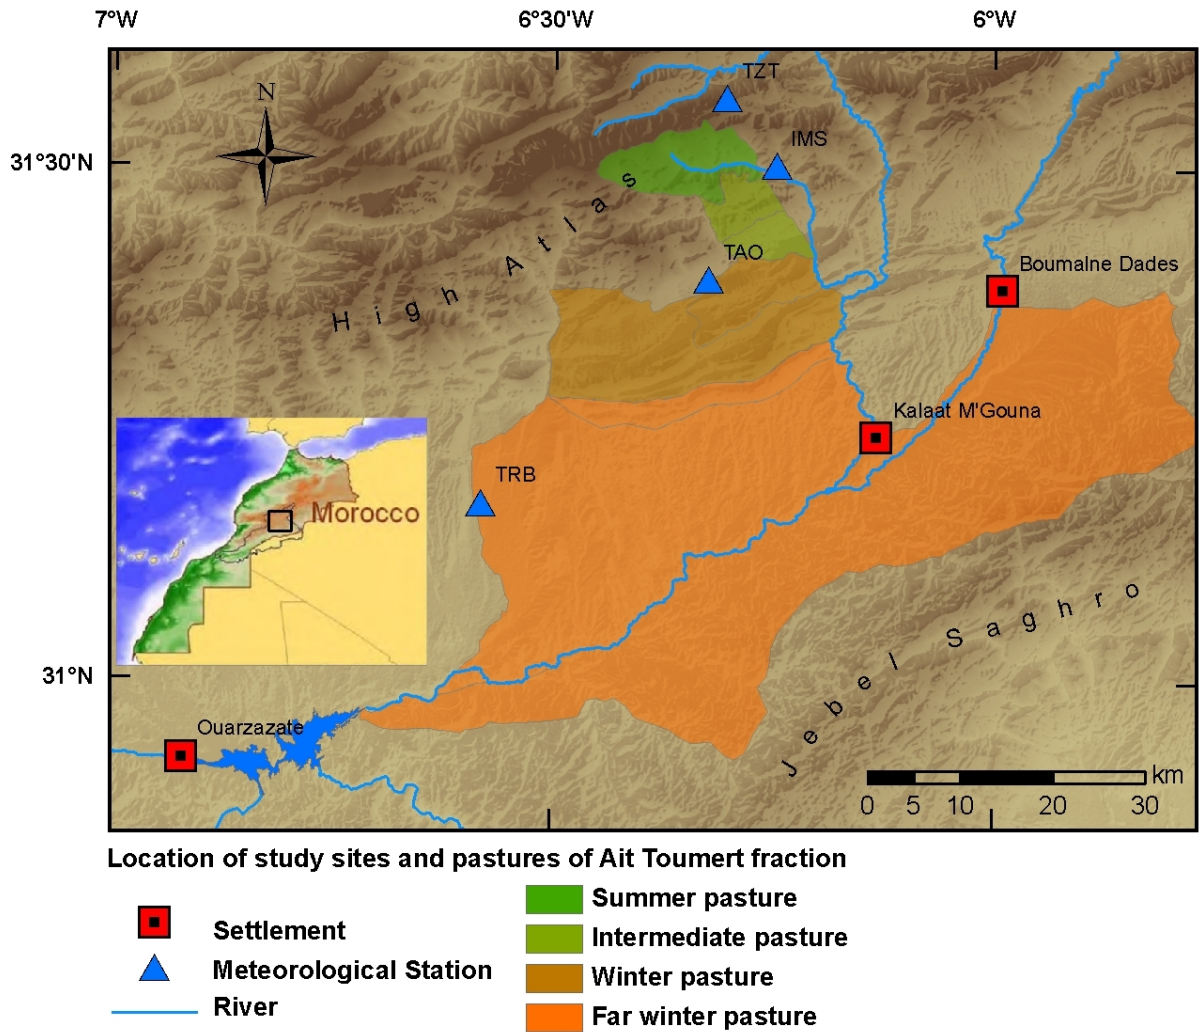 7°W 6°30'W 6°W
N
TZT
IMS
31°30'N
High Atlas
TAO
Boumalne Dades
Kalaat M'Gouna
TRB
Morocco
Jebel Saghro
31°N
Ouarzazate
km
0 5 10 20 30
Location of study sites and pastures of Ait Toumert fraction
Settlement
Meteorological Station
River
Summer pasture
Intermediate pasture
Winter pasture
Far winter pasture